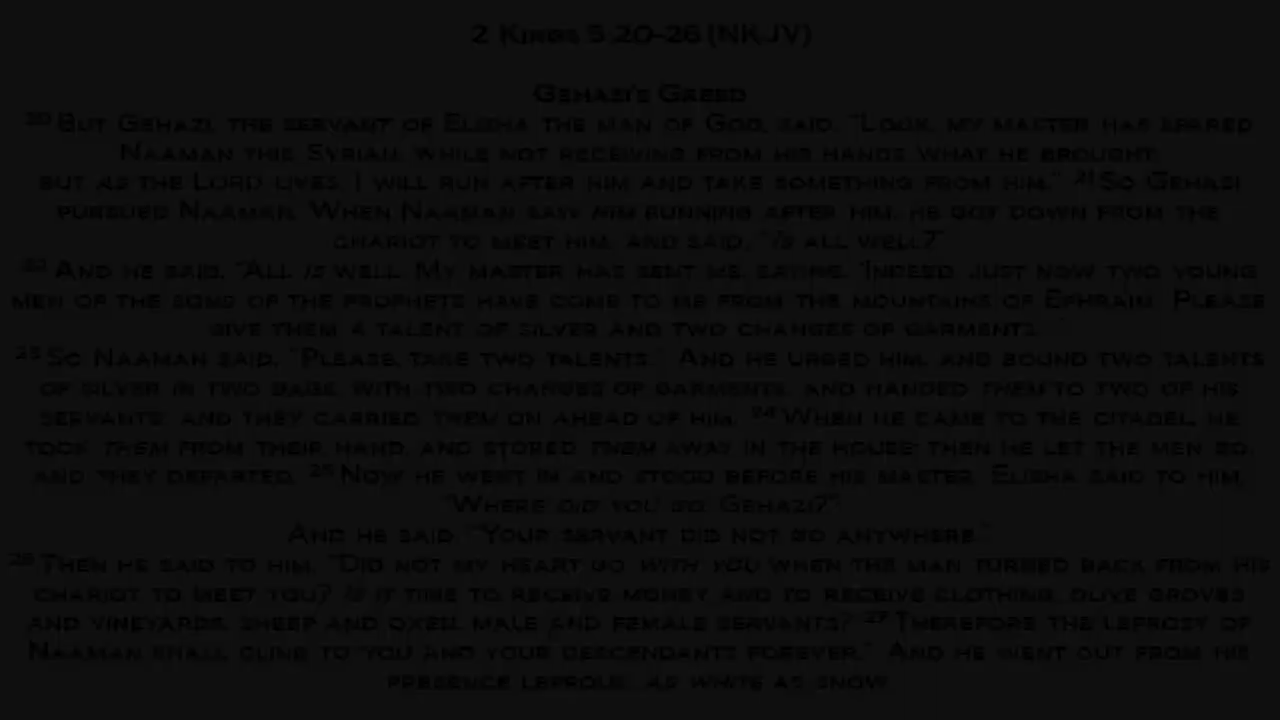 2 Kings 5:20-26 (NKJV)
Gehazi's Greed
20 But Gehazi, the servant of Elisha the man of God, said, "Look, my master has spared
Naaman this Syrian, while not receiving from his hands what he brought;
but as the Lord lives, I will run after him and take something from him." 21 So Gehazi
pursued Naaman. When Naaman saw him running after him, he got down from the
chariot to meet him, and said, "Is all well?"
22 And he said, "All is well. My master has sent me, saying, 'Indeed, just now two young
men of the sons of the prophets have come to me from the mountains of Ephraim. Please
give them a talent of silver and two changes of garments.'"
23 So Naaman said, "Please, take two talents." And he urged him, and bound two talents
of silver in two bags, with two changes of garments, and handed them to two of his
servants; and they carried them on ahead of him. 24 When he came to the citadel, he
took them from their hand, and stored them away in the house; then he let the men go,
and they departed. 25 Now he went in and stood before his master. Elisha said to him,
"Where did you go, Gehazi?"
And he said, "Your servant did not go anywhere."
26 Then he said to him, "Did not my heart go with you when the man turned back from his
chariot to meet you? Is it time to receive money and to receive clothing, olive groves
and vineyards, sheep and oxen, male and female servants? 27 Therefore the leprosy of
Naaman shall cling to you and your descendants forever." And he went out from his
presence leprous, as white as snow.